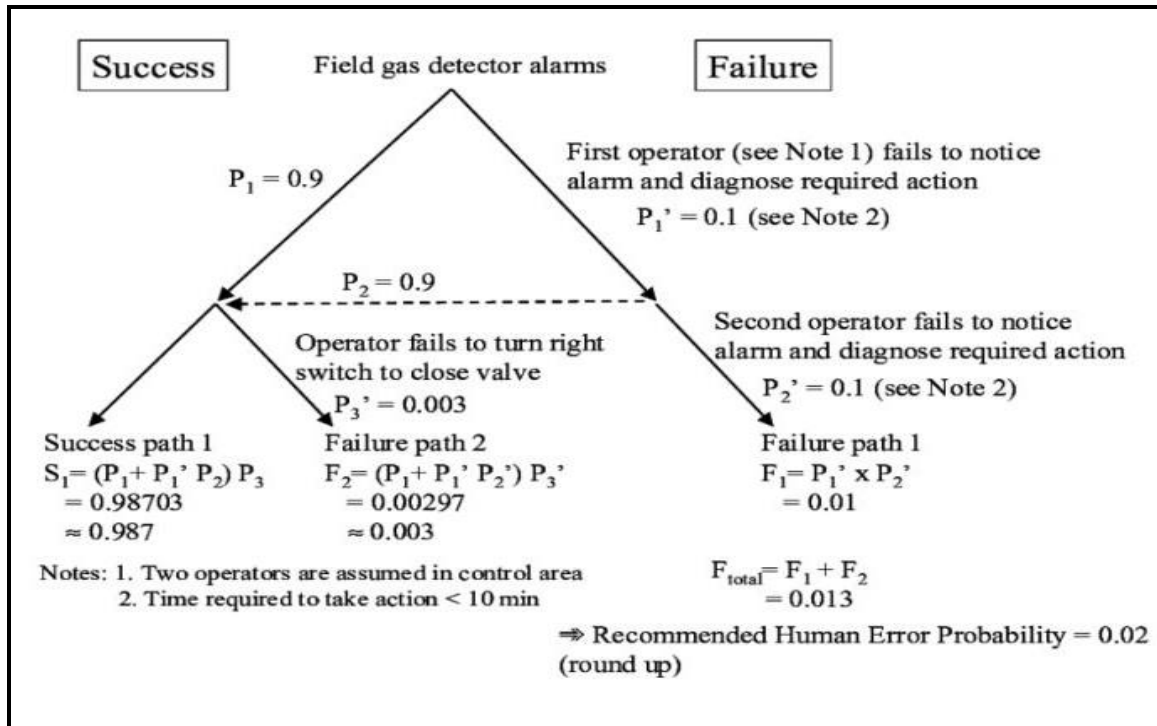 Success
Field gas detector alarms
Failure
First operator (see Note 1) fails to notice
alarm and diagnose required action
P₁’ = 0.1 (see Note 2)
P₁ = 0.9
P₂ = 0.9
Second operator fails to notice
alarm and diagnose required action
P₂’ = 0.1 (see Note 2)
Operator fails to turn right
switch to close valve
P₃’ = 0.003
Success path 1
S₁= (P₁+ P₁’ P₂) P₃
= 0.98703
≈ 0.987
Failure path 2
F₂= (P₁+ P₁’ P₂’) P₃’
= 0.00297
≈ 0.003
Failure path 1
F₁= P₁’ x P₂’
= 0.01
Notes: 1. Two operators are assumed in control area
2. Time required to take action < 10 min
Fₜₒₜₐₗ= F₁ + F₂
= 0.013
⇒ Recommended Human Error Probability = 0.02
(round up)